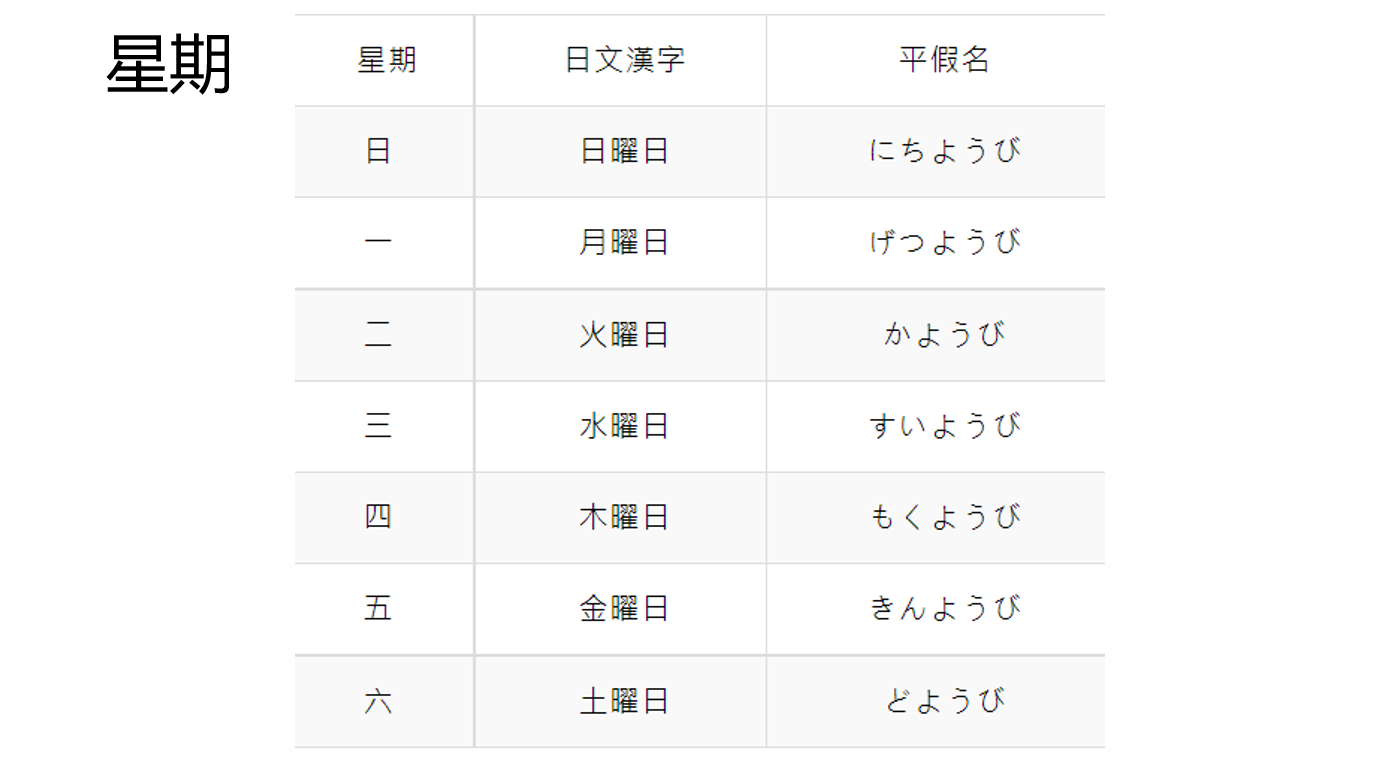 星期
星期 日文漢字 平假名
日 日曜日 にちようび
一 月曜日 げつようび
二 火曜日 かようび
三 水曜日 すいようび
四 木曜日 もくようび
五 金曜日 きんようび
六 土曜日 どようび